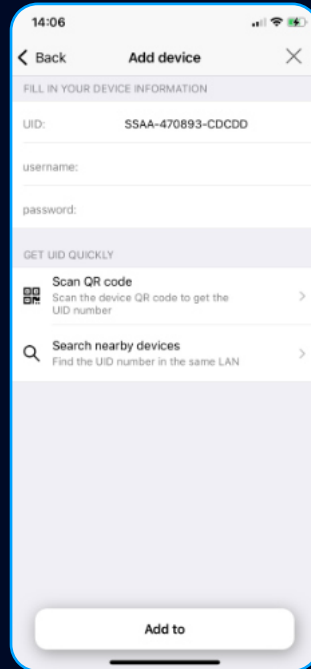 14:06
Back Add device
FILL IN YOUR DEVICE INFORMATION
UID: SSAA-470893-CDCDD
username:
password:
GET UID QUICKLY
Scan QR code
Scan the device QR code to get the
UID number
Search nearby devices
Find the UID number in the same LAN
Add to